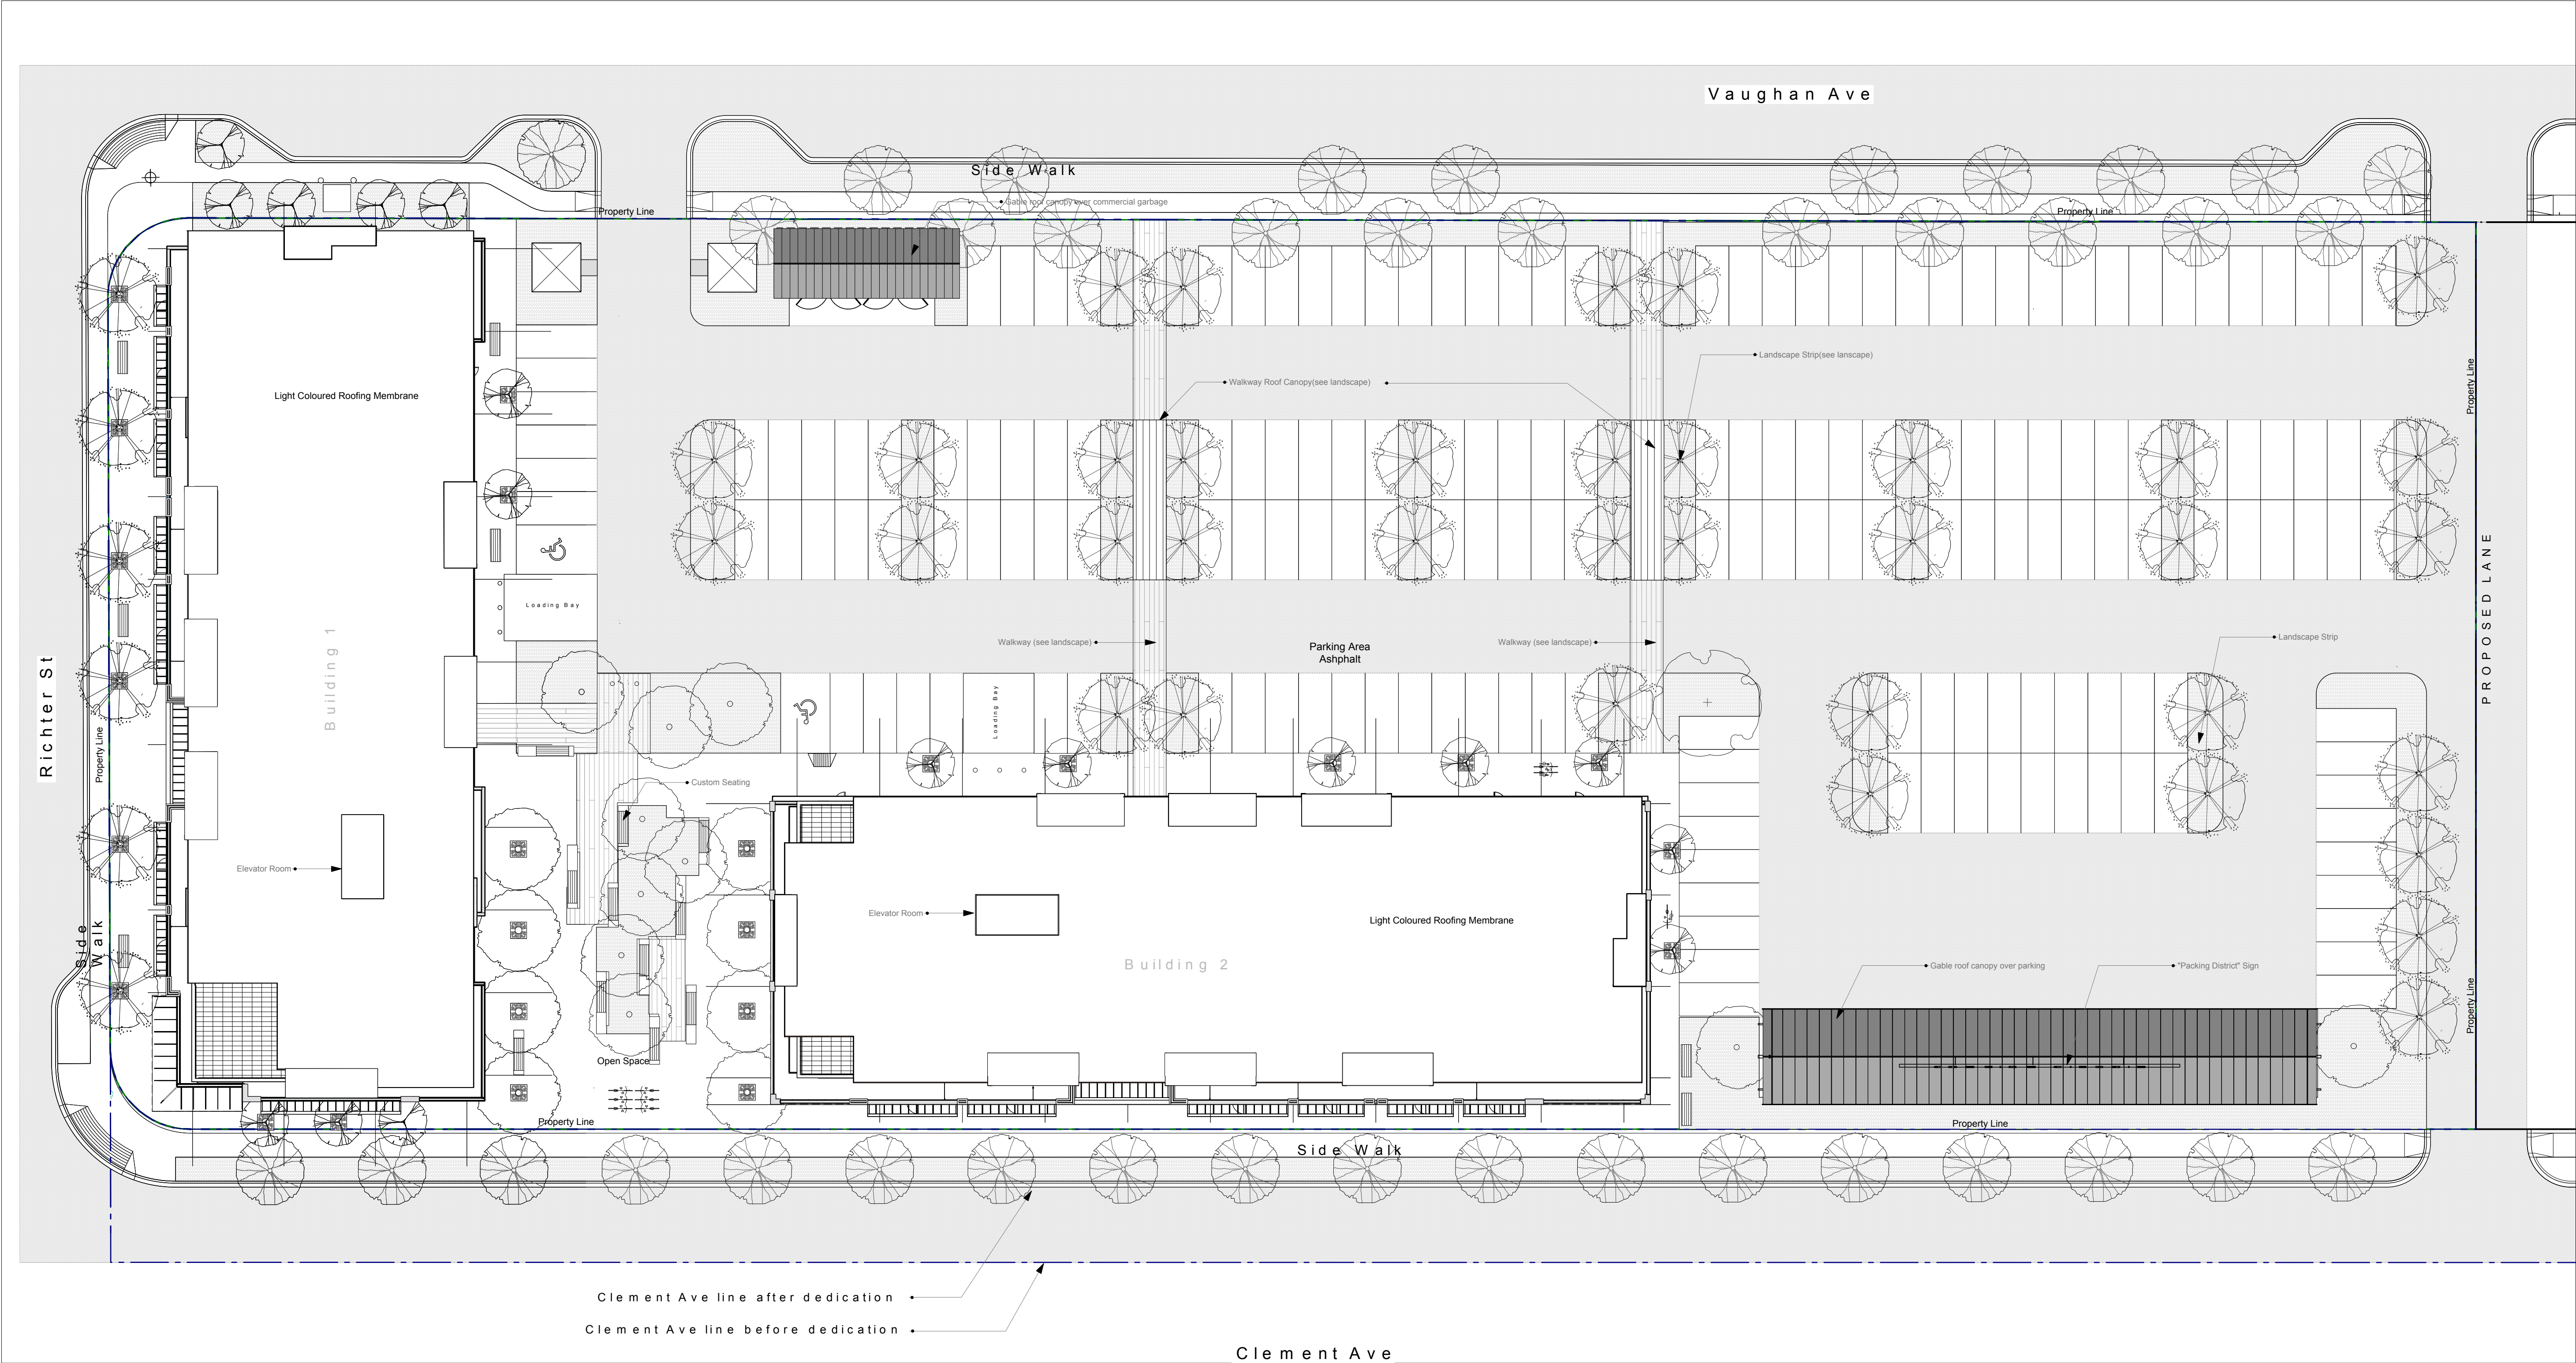 Vaughan Ave
Side Walk
Gable roof canopy over commercial garbage
Property Line
Property Line
Landscape Strip(see lanscape)
Walkway Roof Canopy(see landscape)
Light Coloured Roofing Membrane
Property Line
PROPOSED LANE
Loading Bay
Building 1
Richter St
Property Line
Walkway (see landscape)
Walkway (see landscape)
Parking Area
Ashphalt
Landscape Strip
Loading Bay
Custom Seating
Elevator Room
Elevator Room
Light Coloured Roofing Membrane
Side
Walk
Building 2
Gable roof canopy over parking
"Packing District" Sign
Property Line
Open Space
Property Line
Property Line
Side Walk
Clement Ave line after dedication
Clement Ave line before dedication
Clement Ave